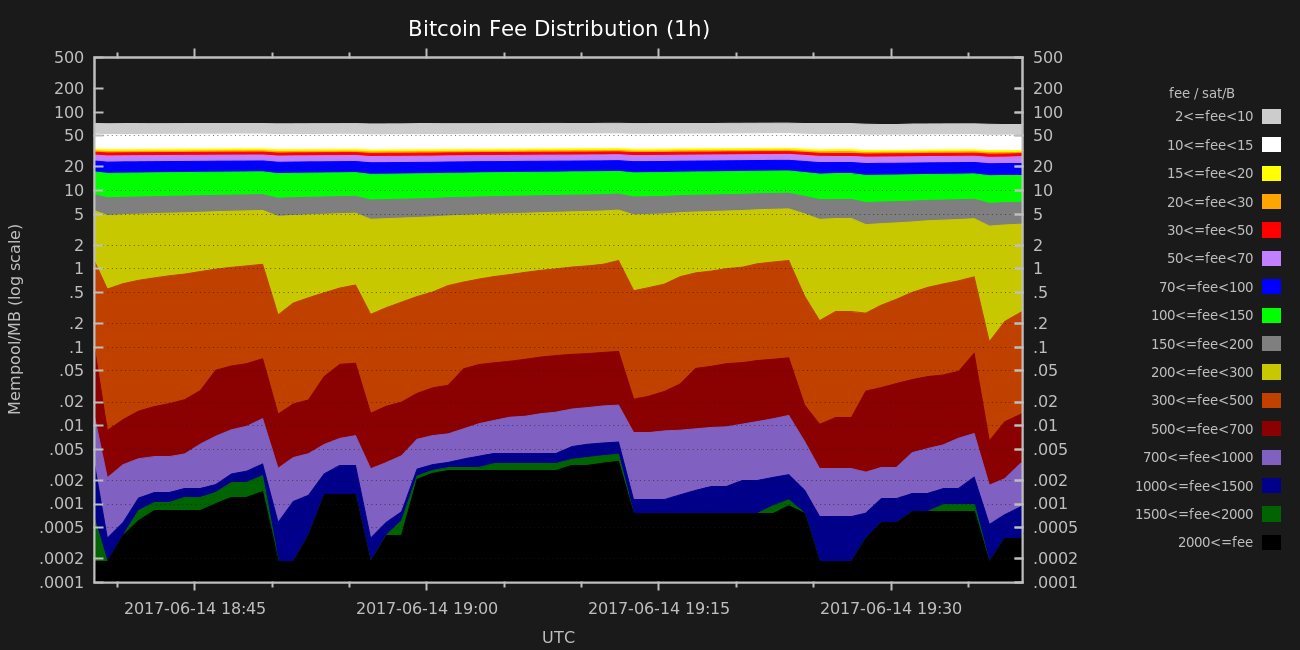 Bitcoin Fee Distribution (1h)
Mempool/MB (log scale)
500
200
100
50
20
10
5
2
1
.5
.2
.1
.05
.02
.01
.005
.002
.001
.0005
.0002
.0001
500
200
100
50
20
10
5
2
1
.5
.2
.1
.05
.02
.01
.005
.002
.001
.0005
.0002
.0001
2017-06-14 18:45 2017-06-14 19:00 2017-06-14 19:15 2017-06-14 19:30
UTC
fee / sat/B
2<=fee<10
10<=fee<15
15<=fee<20
20<=fee<30
30<=fee<50
50<=fee<70
70<=fee<100
100<=fee<150
150<=fee<200
200<=fee<300
300<=fee<500
500<=fee<700
700<=fee<1000
1000<=fee<1500
1500<=fee<2000
2000<=fee